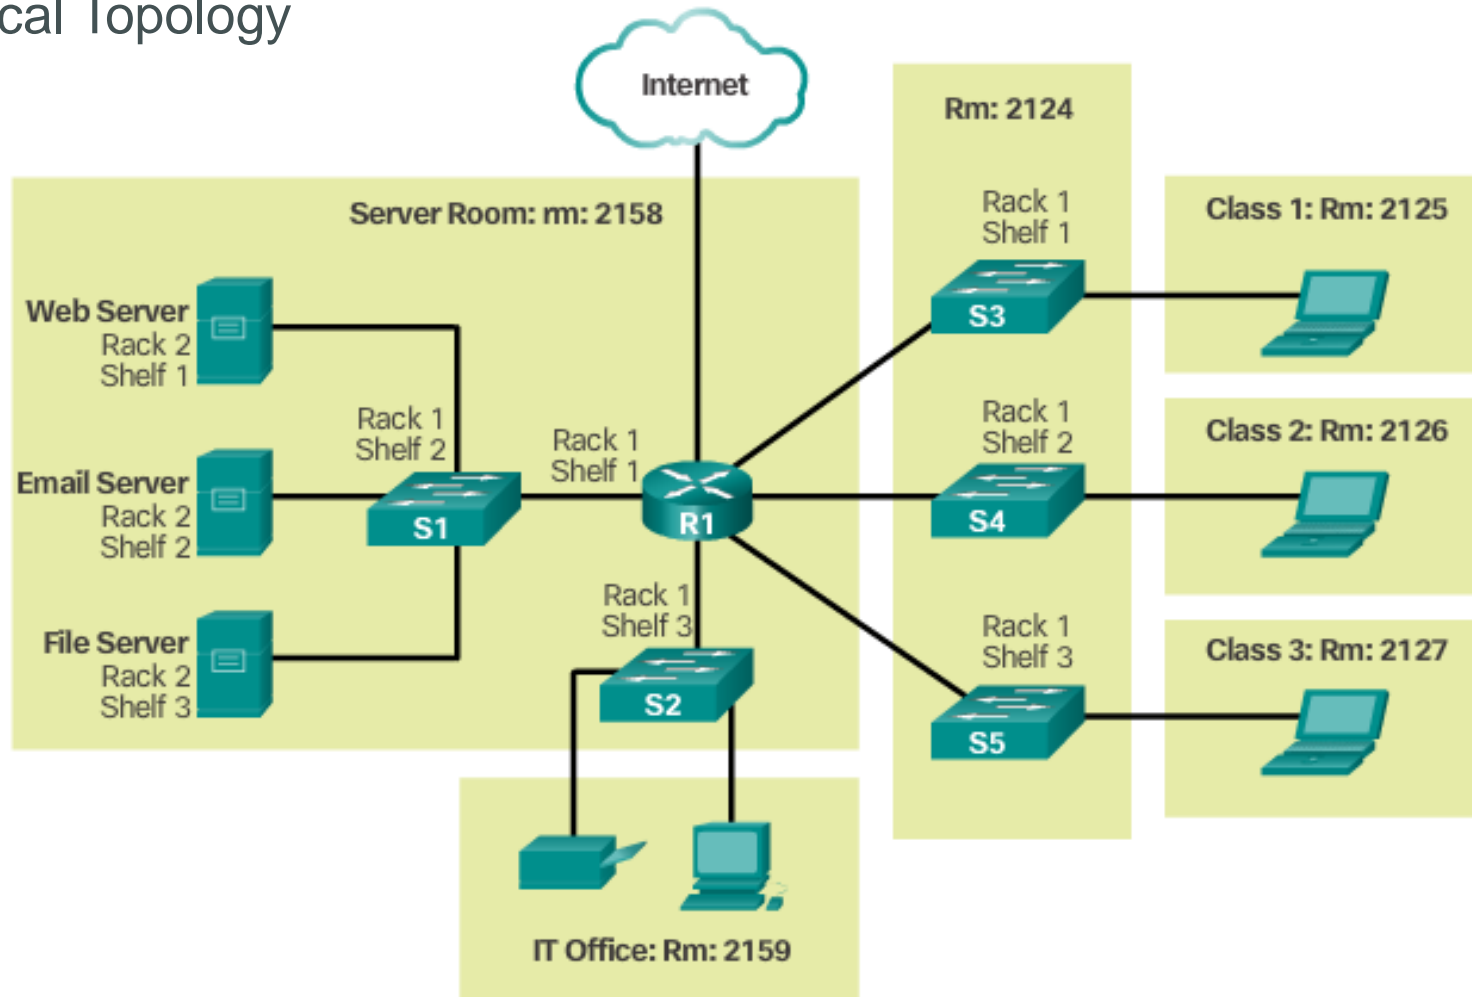 cal Topology
Internet
Server Room: rm: 2158
Web Server
Rack 2
Shelf 1
Email Server
Rack 2
Shelf 2
File Server
Rack 2
Shelf 3
Rack 1
Shelf 2
S1
Rack 1
Shelf 1
R1
Rack 1
Shelf 3
S2
IT Office: Rm: 2159
Rm: 2124
Rack 1
Shelf 1
S3
Rack 1
Shelf 2
S4
Rack 1
Shelf 3
S5
Class 1: Rm: 2125
Class 2: Rm: 2126
Class 3: Rm: 2127